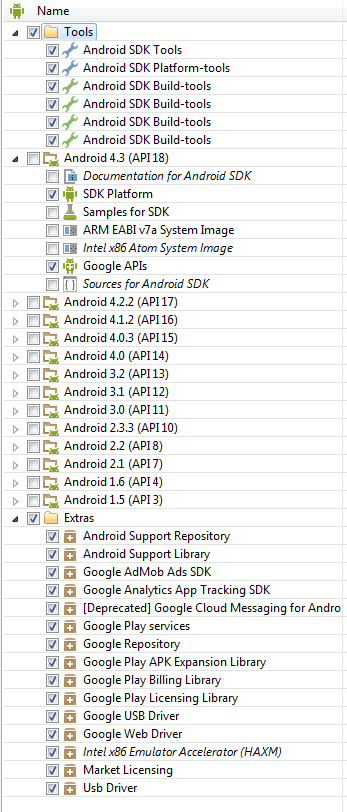 Name
Tools
Android SDK Tools
Android SDK Platform-tools
Android SDK Build-tools
Android SDK Build-tools
Android SDK Build-tools
Android SDK Build-tools
Android 4.3 (API 18)
Documentation for Android SDK
SDK Platform
Samples for SDK
ARM EABI v7a System Image
Intel x86 Atom System Image
Google APIs
Sources for Android SDK
Android 4.2.2 (API 17)
Android 4.1.2 (API 16)
Android 4.0.3 (API 15)
Android 4.0 (API 14)
Android 3.2 (API 13)
Android 3.1 (API 12)
Android 3.0 (API 11)
Android 2.3.3 (API 10)
Android 2.2 (API 8)
Android 2.1 (API 7)
Android 1.6 (API 4)
Android 1.5 (API 3)
Extras
Android Support Repository
Android Support Library
Google AdMob Ads SDK
Google Analytics App Tracking SDK
[Deprecated] Google Cloud Messaging for Andro
Google Play services
Google Repository
Google Play APK Expansion Library
Google Play Billing Library
Google Play Licensing Library
Google USB Driver
Google Web Driver
Intel x86 Emulator Accelerator (HAXM)
Market Licensing
Usb Driver